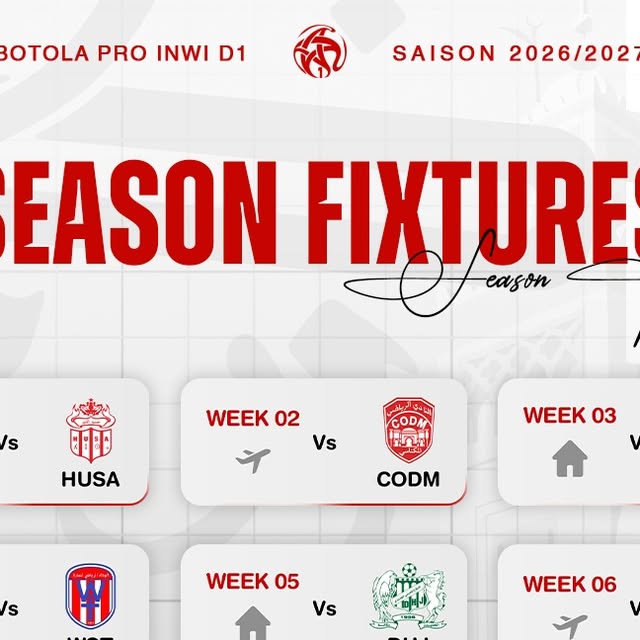 BOTOLA PRO INWI D1
SAISON 2026/2027
SEASON FIXTURES
Season
Vs
HUSA
WEEK 02
Vs
CODM
WEEK 03
Vs
WEEK 05
Vs
WEEK 06